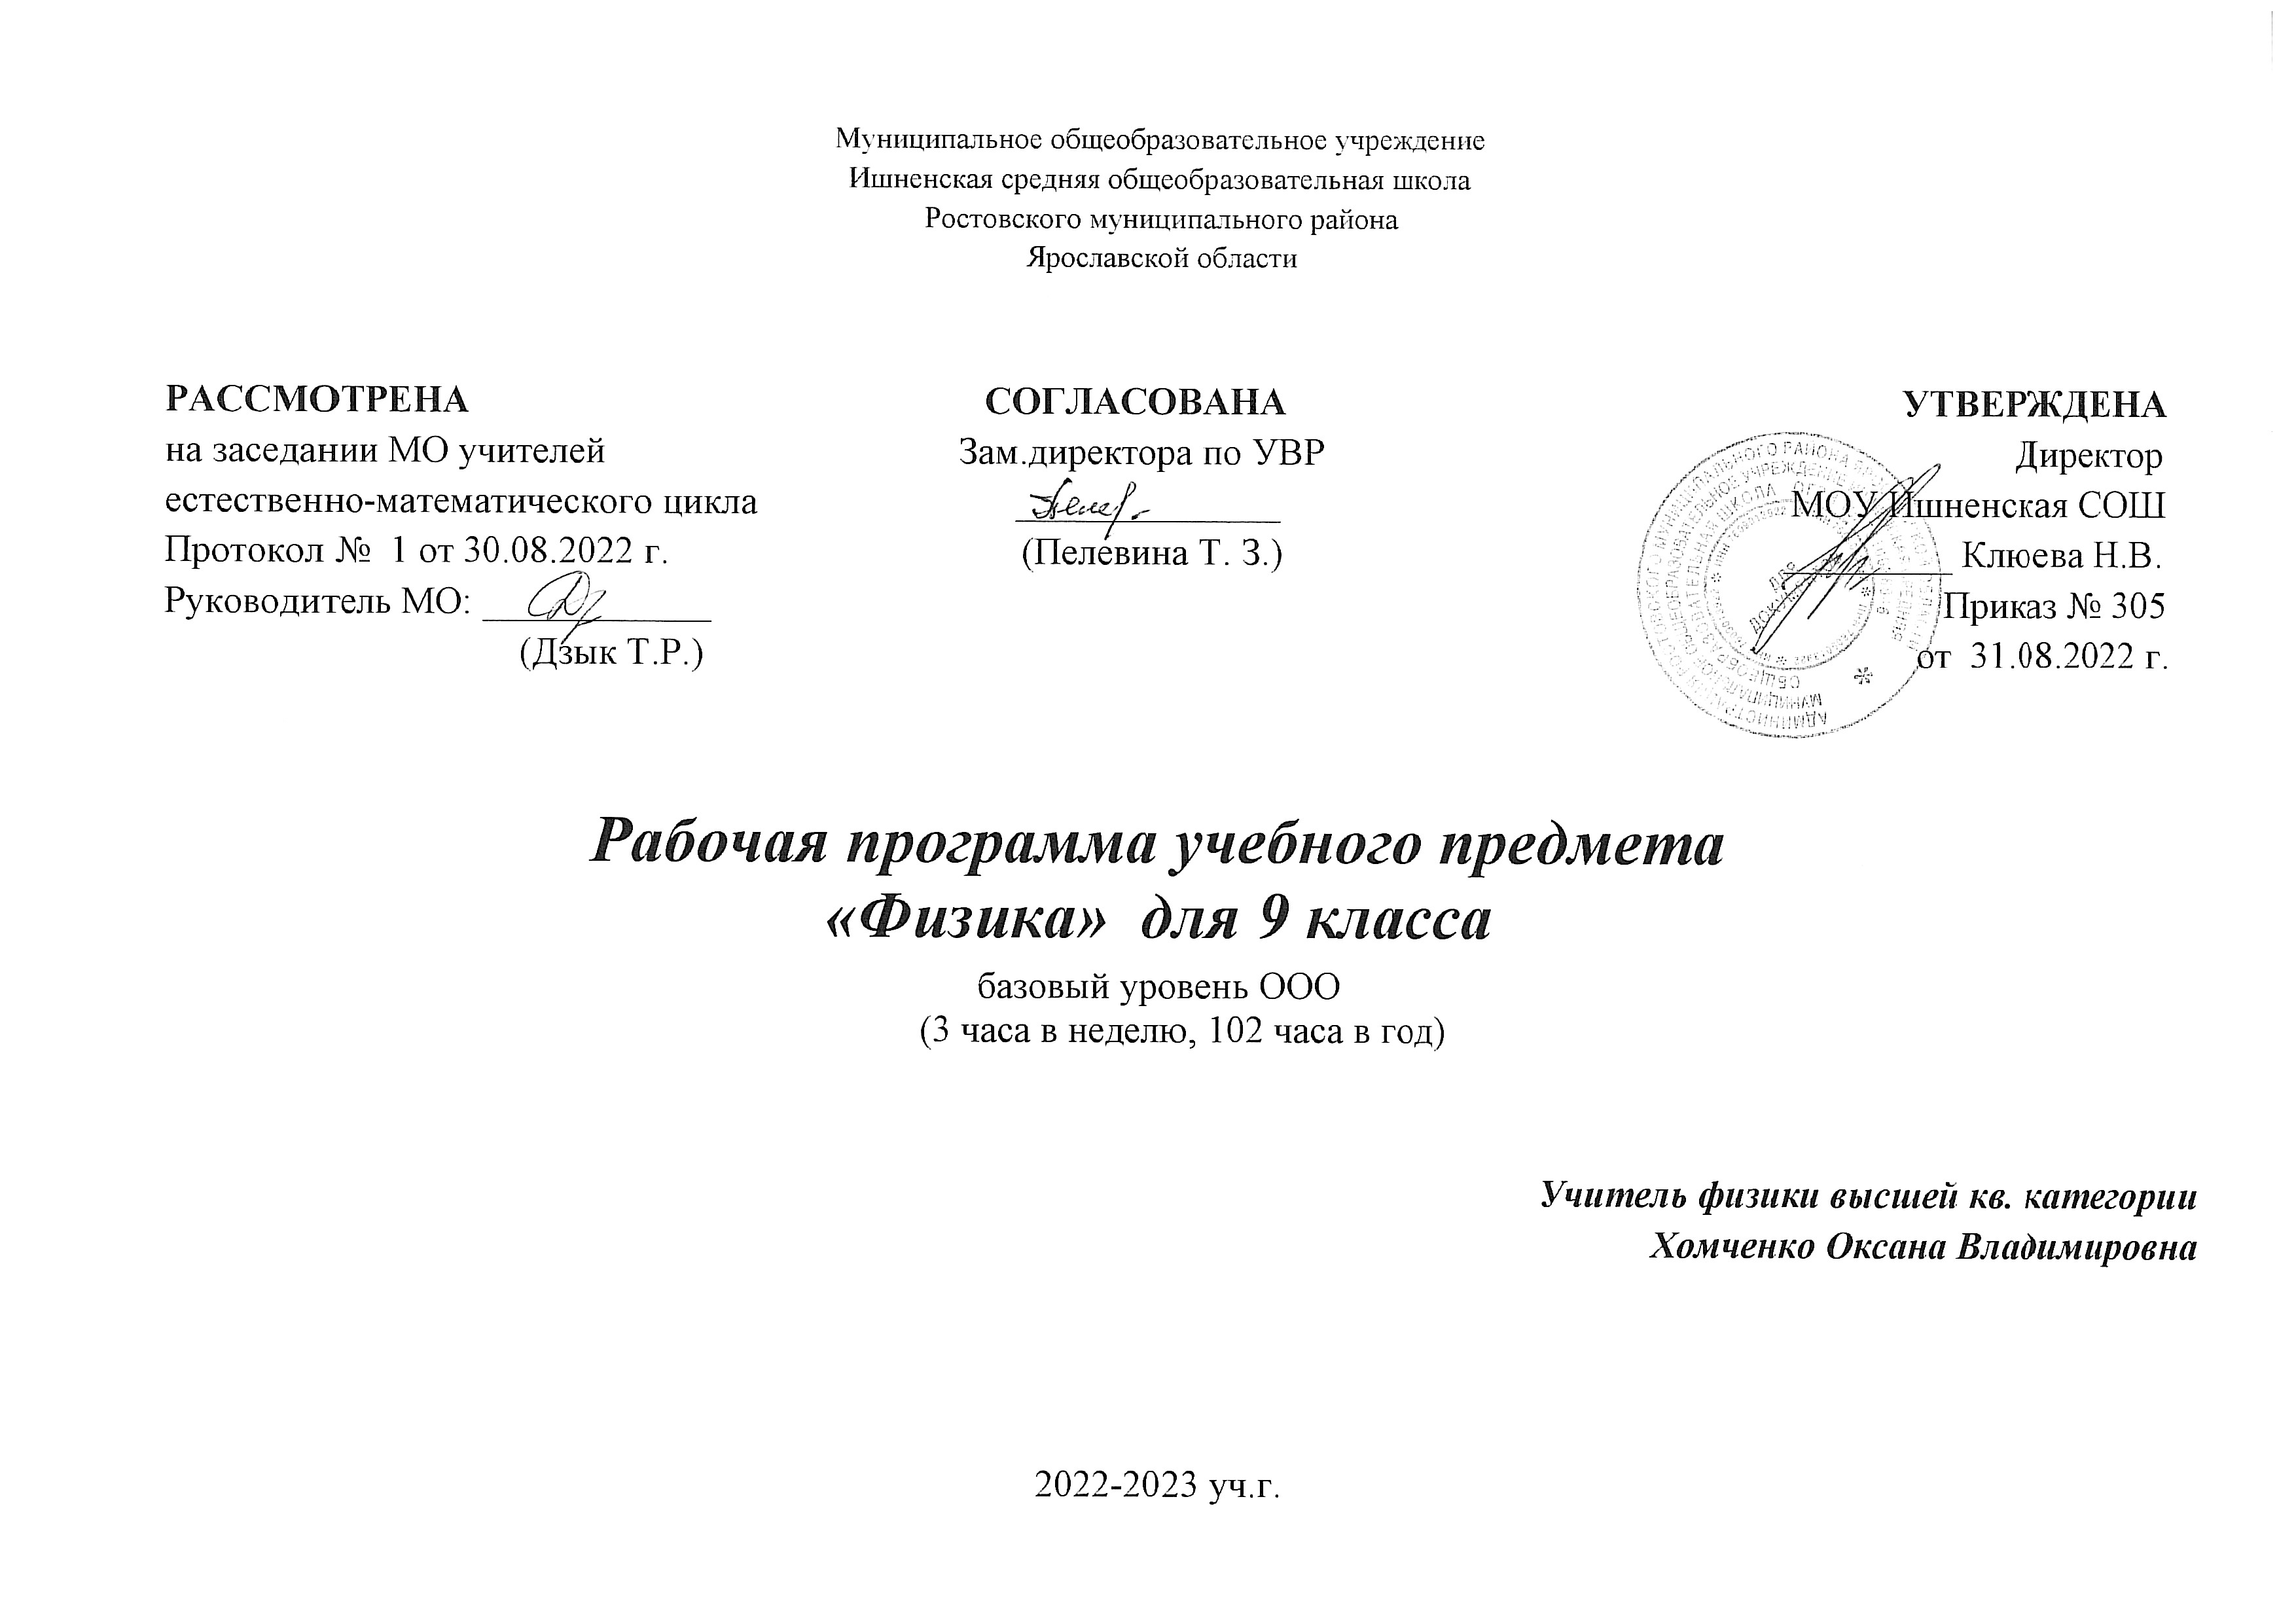 Муниципальное общеобразовательное учреждение
Ишненская средняя общеобразовательная школа
Ростовского муниципального района
Ярославской области
РАССМОТРЕНА
на заседании МО учителей
естественно-математического цикла
Протокол № 1 от 30.08.2022 г.
Руководитель МО: ____________
(Дзык Т.Р.)
СОГЛАСОВАНА
Зам.директора по УВР
______________
(Пелевина Т. З.)
УТВЕРЖДЕНА
Директор
МОУ Ишненская СОШ
_________ Клюева Н.В.
Приказ № 305
от 31.08.2022 г.
Рабочая программа учебного предмета
«Физика» для 9 класса
базовый уровень ООО
(3 часа в неделю, 102 часа в год)
Учитель физики высшей кв. категории
Хомченко Оксана Владимировна
2022-2023 уч.г.